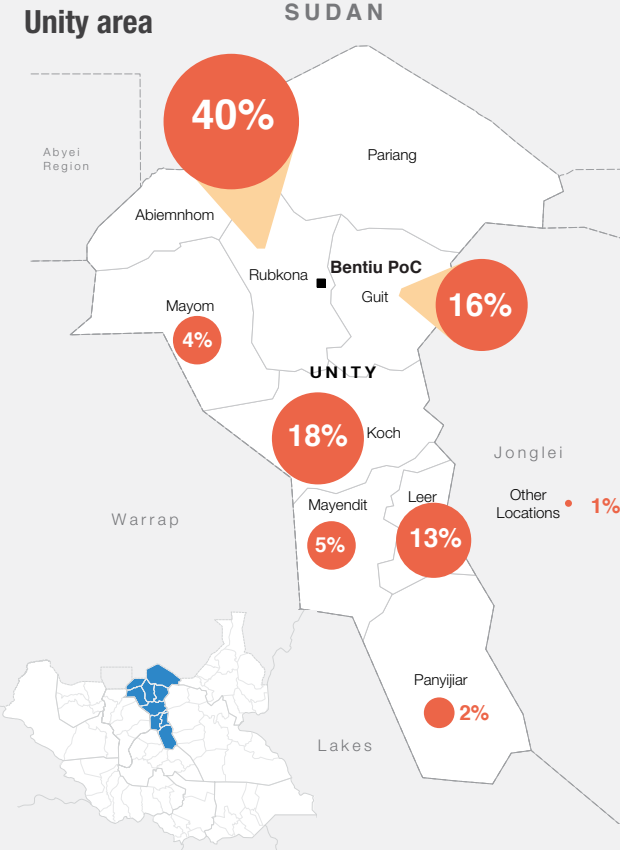 Unity area
SUDAN
40%
Abyei
Region
Pariang
Abiemnhom
Bentiu PoC
Rubkona
Guit
16%
Mayom
4%
UNITY
18%
Koch
Jonglei
Leer
Mayendit
Other
Locations
1%
Warrap
13%
5%
Panyijiar
2%
Lakes